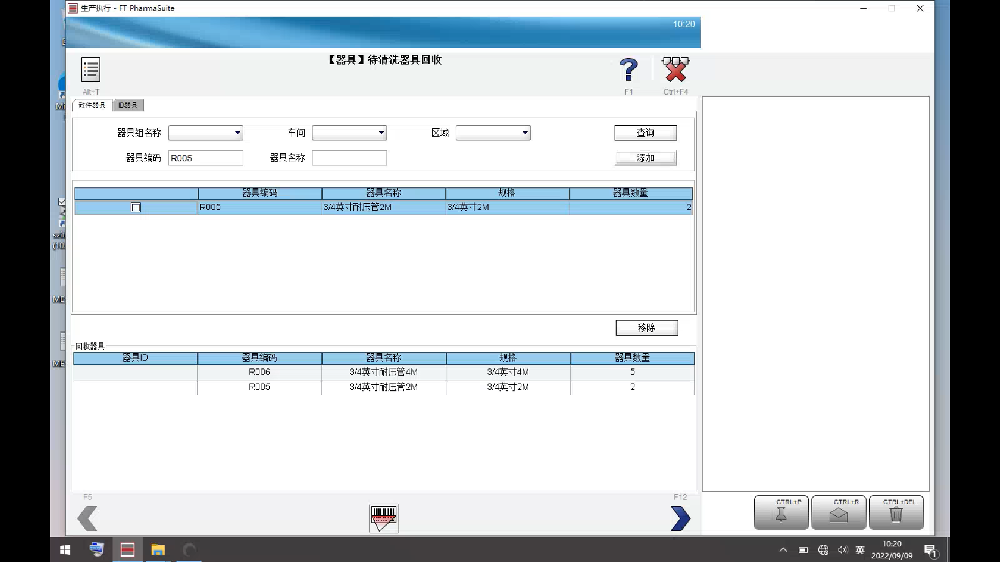 生产执行 - FT PharmaSuite
10:20
【器具】待清洗器具回收
Alt+T
F1
Ctrl+F4
散件器具
ID器具
器具组名称
车间
区域
查询
器具编码
R005
器具名称
添加
器具编码
器具名称
规格
器具数量
R005
3/4英寸耐压管2M
3/4英寸2M
2
移除
回收器具
器具ID
器具编码
器具名称
规格
器具数量
R006
3/4英寸耐压管4M
3/4英寸4M
5
R005
3/4英寸耐压管2M
3/4英寸2M
2
F5
F12
CTRL+P
CTRL+R
CTRL+DEL
szit
(10.
ME
ME
英
10:20
2022/09/09
1